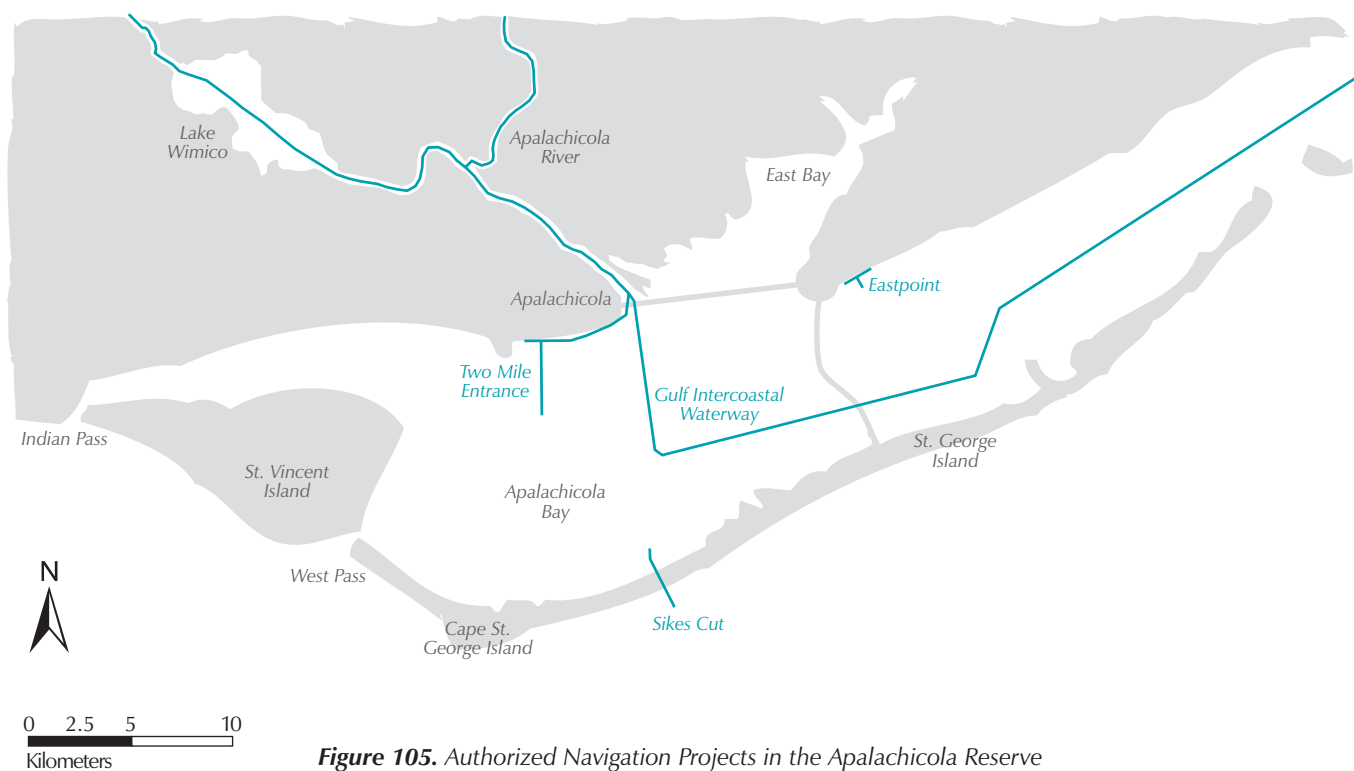 Lake
Wimico
Apalachicola
River
East Bay
Eastpoint
Apalachicola
Two Mile
Entrance
Gulf Intercoastal
Waterway
Indian Pass
St. Vincent
Island
Apalachicola
Bay
St. George
Island
West Pass
N
Cape St.
George Island
Sikes Cut
0 2.5 5 10
Kilometers
Figure 105. Authorized Navigation Projects in the Apalachicola Reserve